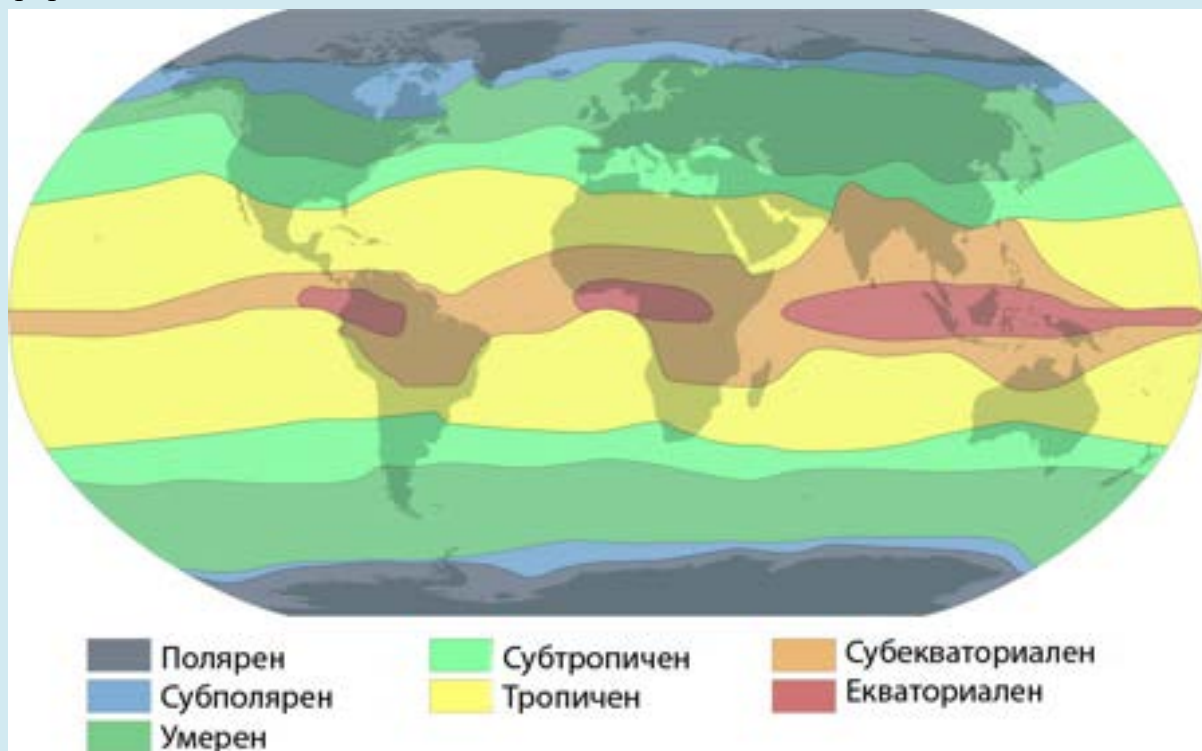 Полярен
Субполярен
Умерен
Субтропичен
Тропичен
Субекваториален
Екваториален